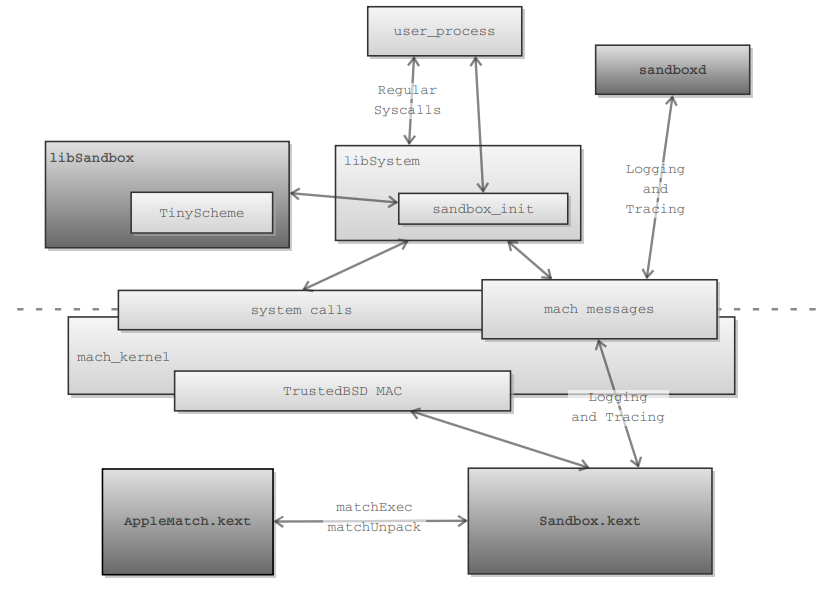 user_process
sandboxd
Regular
Syscalls
libSandbox
libSystem
Logging
and
Tracing
TinyScheme
sandbox_init
system calls
mach messages
mach_kernel
TrustedBSD MAC
Logging
and Tracing
matchExec
AppleMatch.kext
Sandbox.kext
matchUnpack